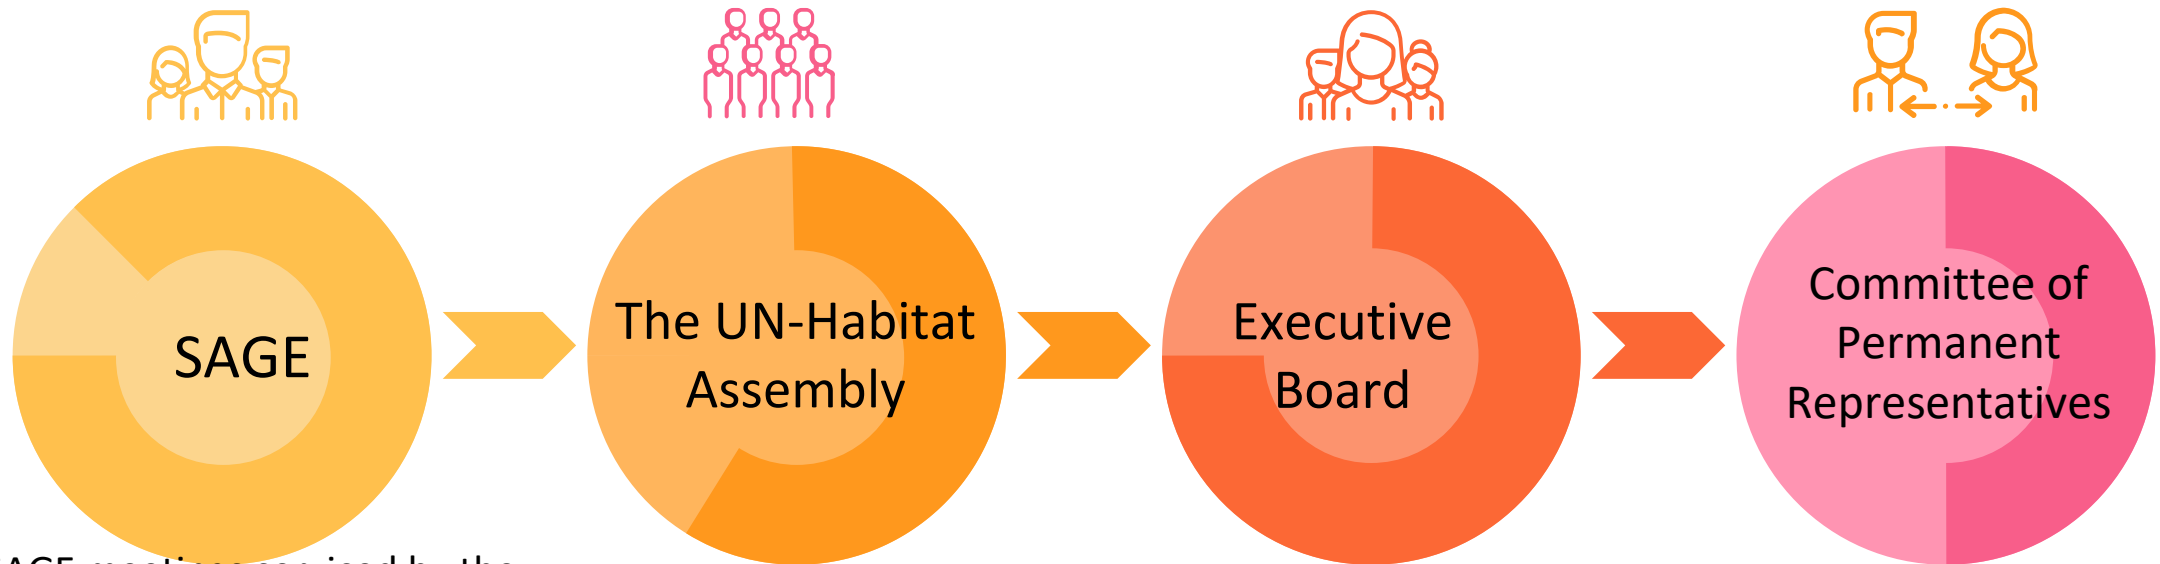 SAGE
The UN-Habitat
Assembly
Executive
Board
Committee of
Permanent
Representatives